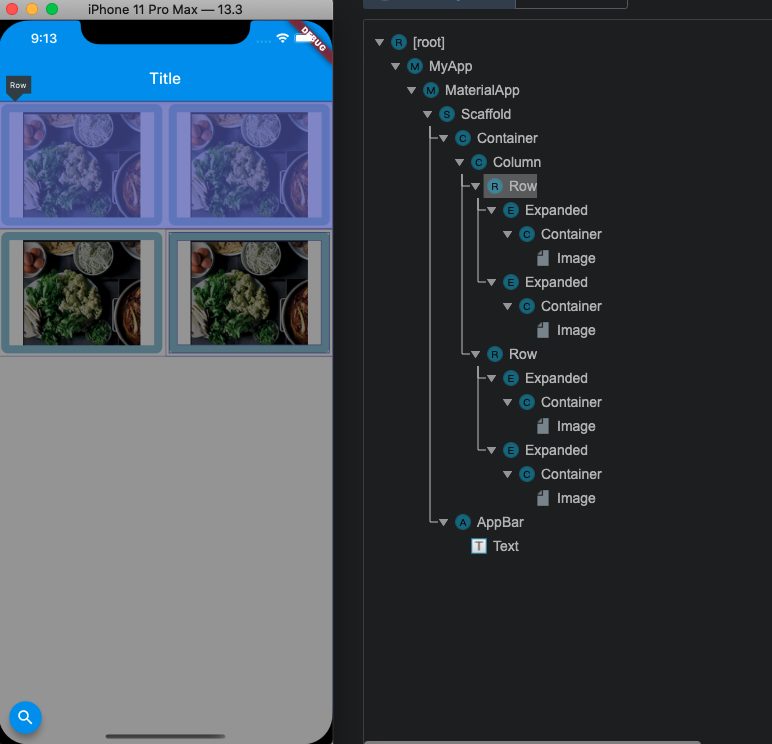 iPhone 11 Pro Max — 13.3
9:13
DEBUG
Title
Row
R [root]
M MyApp
M MaterialApp
S Scaffold
C Container
C Column
R Row
E Expanded
C Container
Image
E Expanded
C Container
Image
R Row
E Expanded
C Container
Image
E Expanded
C Container
Image
A AppBar
T Text